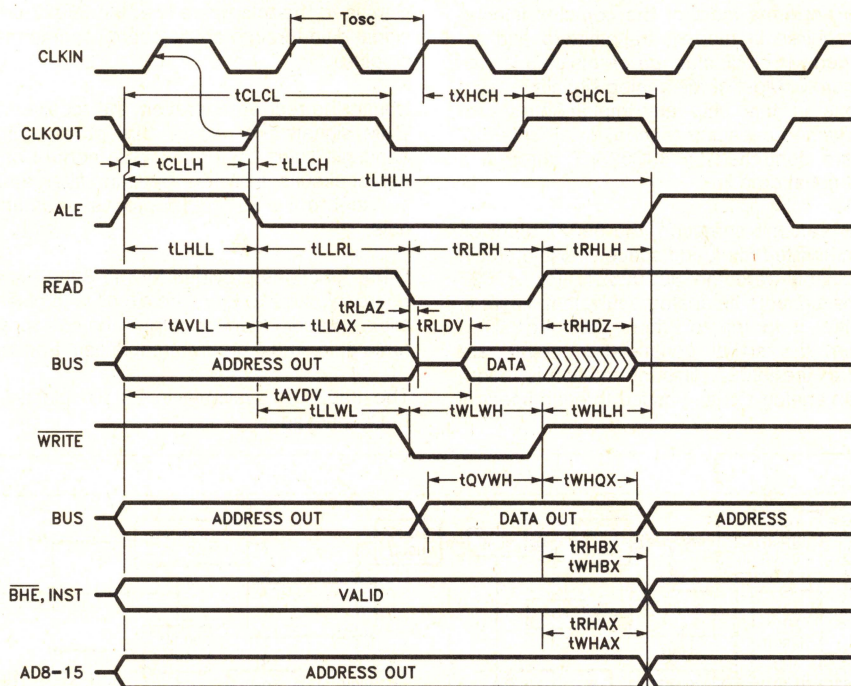 Tosc
CLKIN
tCLCL tXHCH tCHCL
CLKOUT
tCLLH tLLCH
tLHLH
ALE
tLHLL tLLRL tRLRH tRHLH
READ
tRLAZ
tAVLL tLLAX tRLDV tRHDZ
BUS ADDRESS OUT DATA
tAVDV
tLLWL tWLWH tWHLH
WRITE
tQVWH tWHQX
BUS ADDRESS OUT DATA OUT ADDRESS
tRHBX
tWHBX
BHE, INST VALID
tRHAX
tWHAX
AD8-15 ADDRESS OUT